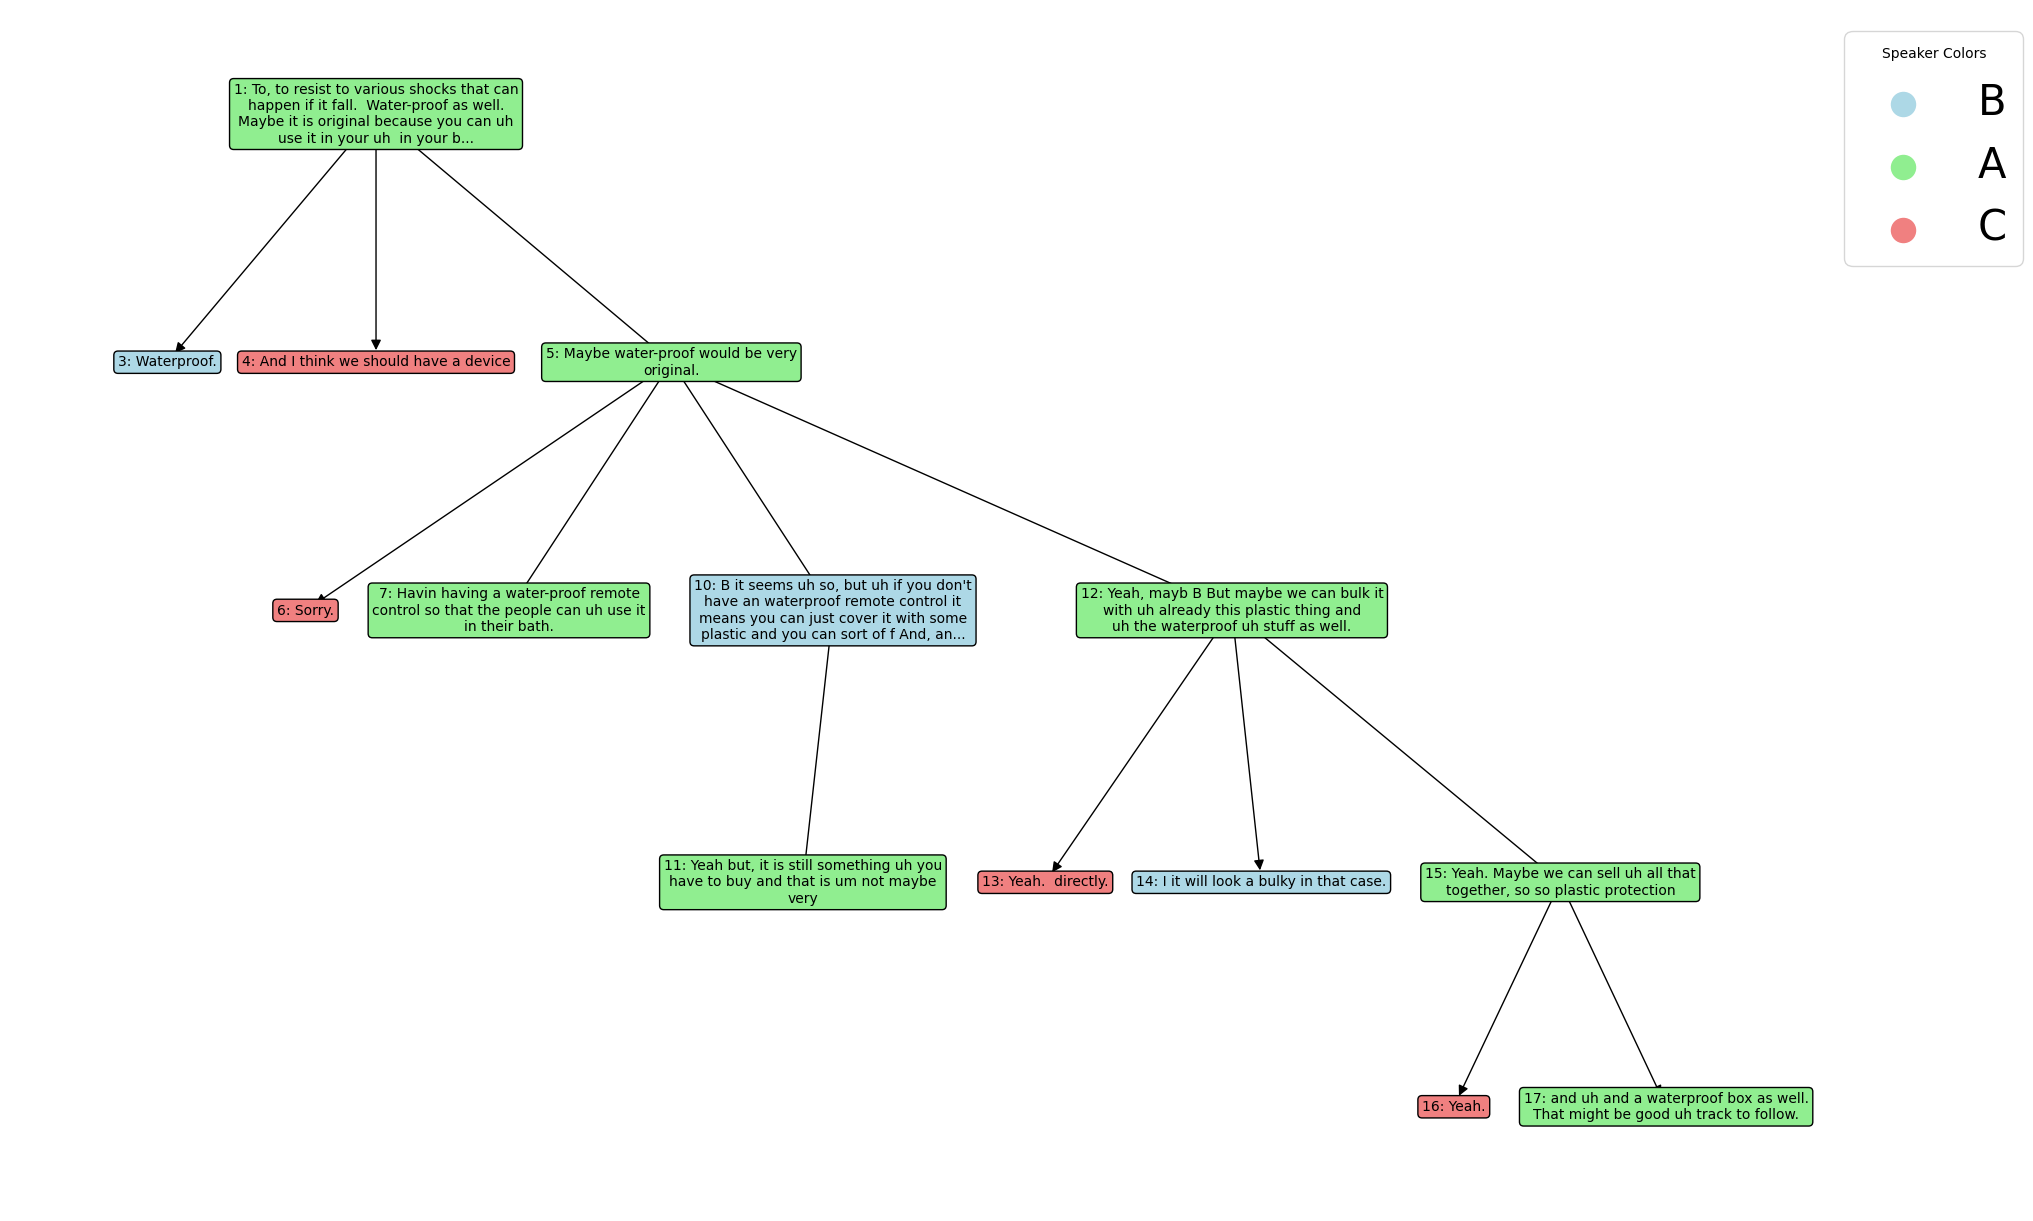 Speaker Colors
B
A
C
1: To, to resist to various shocks that can
happen if it fall.  Water-proof as well.
Maybe it is original because you can uh
use it in your uh  in your b...
3: Waterproof.
4: And I think we should have a device
5: Maybe water-proof would be very
original.
6: Sorry.
7: Havin having a water-proof remote
control so that the people can uh use it
in their bath.
10: B it seems uh so, but uh if you don't
have an waterproof remote control it
means you can just cover it with some
plastic and you can sort of f And, an...
12: Yeah, mayb B But maybe we can bulk it
with uh already this plastic thing and
uh the waterproof uh stuff as well.
11: Yeah but, it is still something uh you
have to buy and that is um not maybe
very
13: Yeah.  directly.
14: I it will look a bulky in that case.
15: Yeah. Maybe we can sell uh all that
together, so so plastic protection
16: Yeah.
17: and uh and a waterproof box as well.
That might be good uh track to follow.